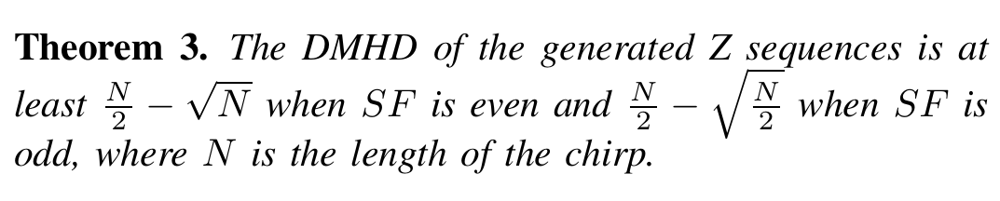 Theorem 3. The DMHD of the generated Z sequences is at
least $\frac{N}{2} - \sqrt{N}$ when SF is even and $\frac{N}{2} - \sqrt{\frac{N}{2}}$ when SF is
odd, where N is the length of the chirp.